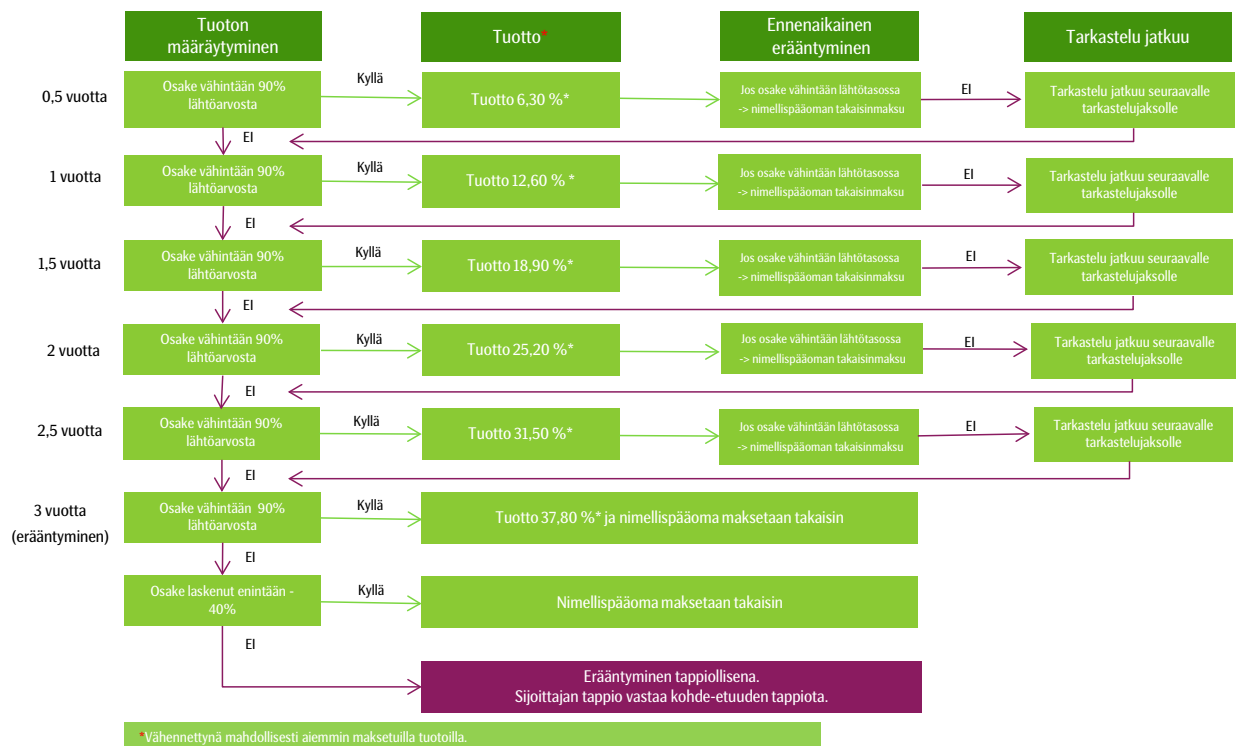 Tuoton
määräytyminen
Tuotto*
Ennenaikainen
erääntyminen
Tarkastelu jatkuu
0,5 vuotta
Osake vähintään 90%
lähtöarvosta
Kyllä
Tuotto 6,30 %*
Jos osake vähintään lähtötasossa
-> nimellispääoman takaisinmaksu
EI
Tarkastelu jatkuu seuraavalle
tarkastelujaksolle
EI
1 vuotta
Osake vähintään 90%
lähtöarvosta
Kyllä
Tuotto 12,60 % *
Jos osake vähintään lähtötasossa
-> nimellispääoman takaisinmaksu
EI
Tarkastelu jatkuu seuraavalle
tarkastelujaksolle
EI
1,5 vuotta
Osake vähintään 90%
lähtöarvosta
Kyllä
Tuotto 18,90 %*
Jos osake vähintään lähtötasossa
-> nimellispääoman takaisinmaksu
EI
Tarkastelu jatkuu seuraavalle
tarkastelujaksolle
EI
2 vuotta
Osake vähintään 90%
lähtöarvosta
Kyllä
Tuotto 25,20 %*
Jos osake vähintään lähtötasossa
-> nimellispääoman takaisinmaksu
EI
Tarkastelu jatkuu seuraavalle
tarkastelujaksolle
EI
2,5 vuotta
Osake vähintään 90%
lähtöarvosta
Kyllä
Tuotto 31,50 %*
Jos osake vähintään lähtötasossa
-> nimellispääoman takaisinmaksu
EI
Tarkastelu jatkuu seuraavalle
tarkastelujaksolle
EI
3 vuotta
(erääntyminen)
Osake vähintään 90%
lähtöarvosta
Kyllä
Tuotto 37,80 %* ja nimellispääoma maksetaan takaisin
EI
Osake laskenut enintään -
40%
Kyllä
Nimellispääoma maksetaan takaisin
EI
Erääntyminen tappiollisena.
Sijoittajan tappio vastaa kohde-etuuden tappiota.
*Vähennettynä mahdollisesti aiemmin maksetuilla tuotoilla.